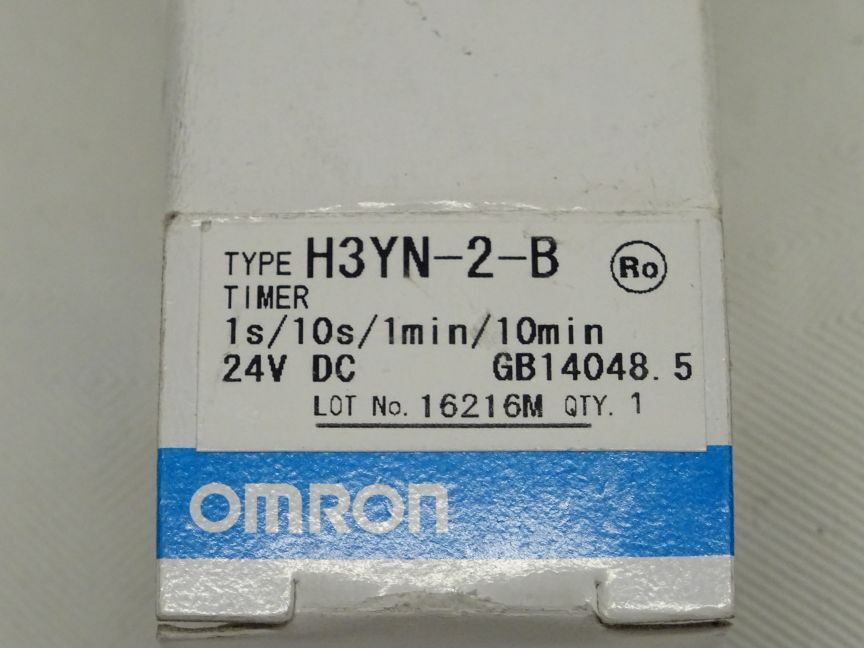 TYPE H3YN-2-B Ro
TIMER
1s/10s/1min/10min
24V DC GB14048.5
LOT No. 16216M QTY. 1
OMRON